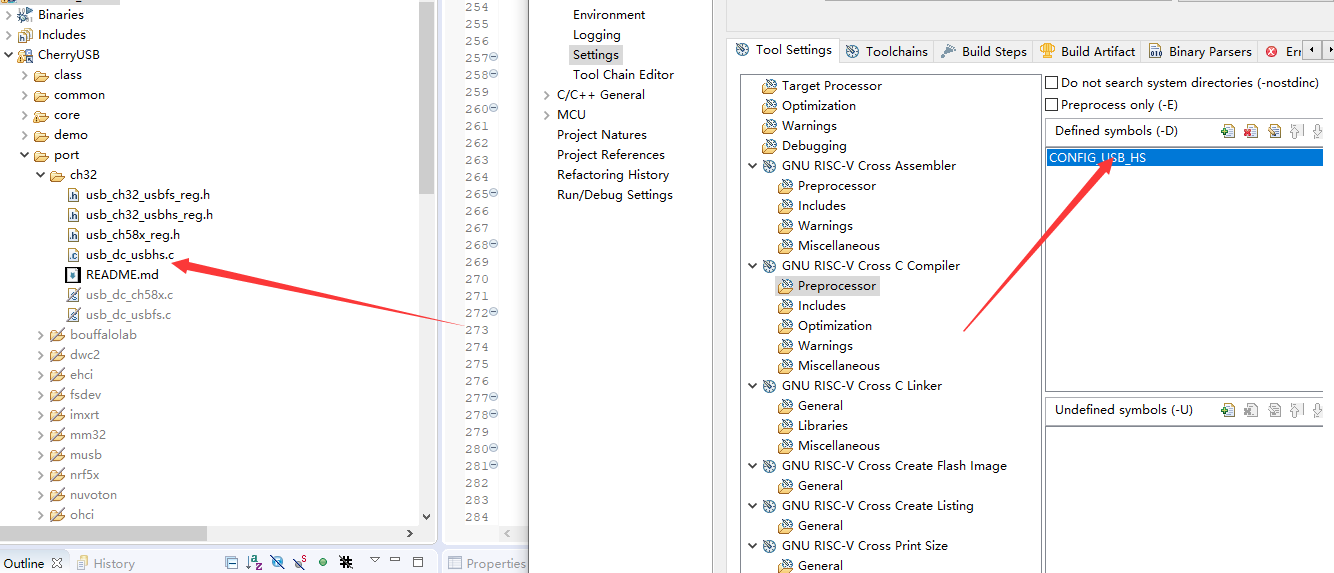 Binaries
Includes
CherryUSB
class
common
core
demo
port
ch32
usb_ch32_usbfs_reg.h
usb_ch32_usbhs_reg.h
usb_ch58x_reg.h
usb_dc_usbhs.c
README.md
usb_dc_ch58x.c
usb_dc_usbfs.c
bouffalolab
dwc2
ehci
fsdev
imxrt
mm32
musb
nrf5x
nuvoton
ohci
Outline
History
254
255
256
257
258
259
260
261
262
263
264
265
266
267
268
269
270
271
272
273
274
275
276
277
278
279
280
281
282
283
284
Properties
Environment
Logging
Settings
Tool Chain Editor
C/C++ General
MCU
Project Natures
Project References
Refactoring History
Run/Debug Settings
Tool Settings Toolchains Build Steps Build Artifact Binary Parsers
Target Processor
Optimization
Warnings
Debugging
GNU RISC-V Cross Assembler
Preprocessor
Includes
Warnings
Miscellaneous
GNU RISC-V Cross C Compiler
Preprocessor
Includes
Optimization
Warnings
Miscellaneous
GNU RISC-V Cross C Linker
General
Libraries
Miscellaneous
GNU RISC-V Cross Create Flash Image
General
GNU RISC-V Cross Create Listing
General
GNU RISC-V Cross Print Size
General
Do not search system directories (-nostdinc)
Preprocess only (-E)
Defined symbols (-D)
CONFIG_USB_HS
Undefined symbols (-U)